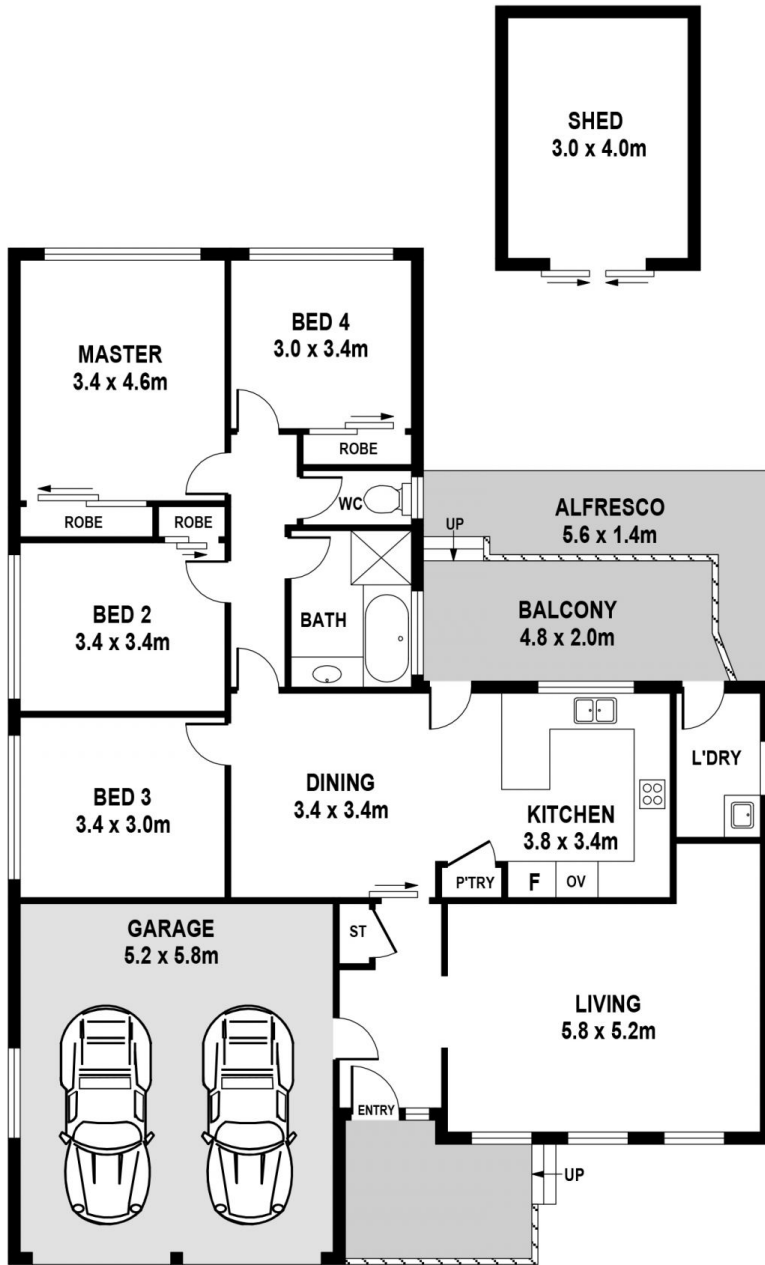 SHED
3.0 x 4.0m
MASTER
3.4 x 4.6m
BED 4
3.0 x 3.4m
ROBE
ROBE
ROBE
WC
UP
ALFRESCO
5.6 x 1.4m
BED 2
3.4 x 3.4m
BATH
BALCONY
4.8 x 2.0m
BED 3
3.4 x 3.0m
DINING
3.4 x 3.4m
KITCHEN
3.8 x 3.4m
L'DRY
P'TRY
F
OV
GARAGE
5.2 x 5.8m
ST
LIVING
5.8 x 5.2m
ENTRY
UP